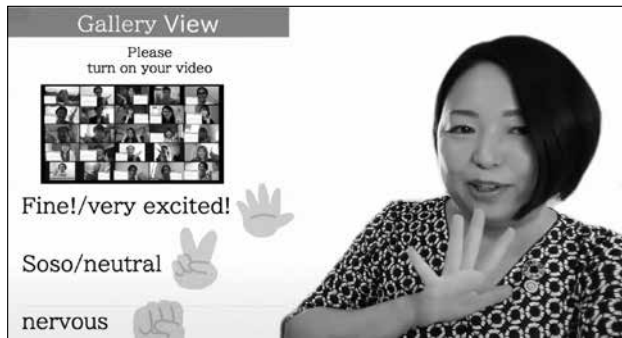 Gallery View
Please
turn on your video
Fine!/very excited!
Soso/neutral
nervous